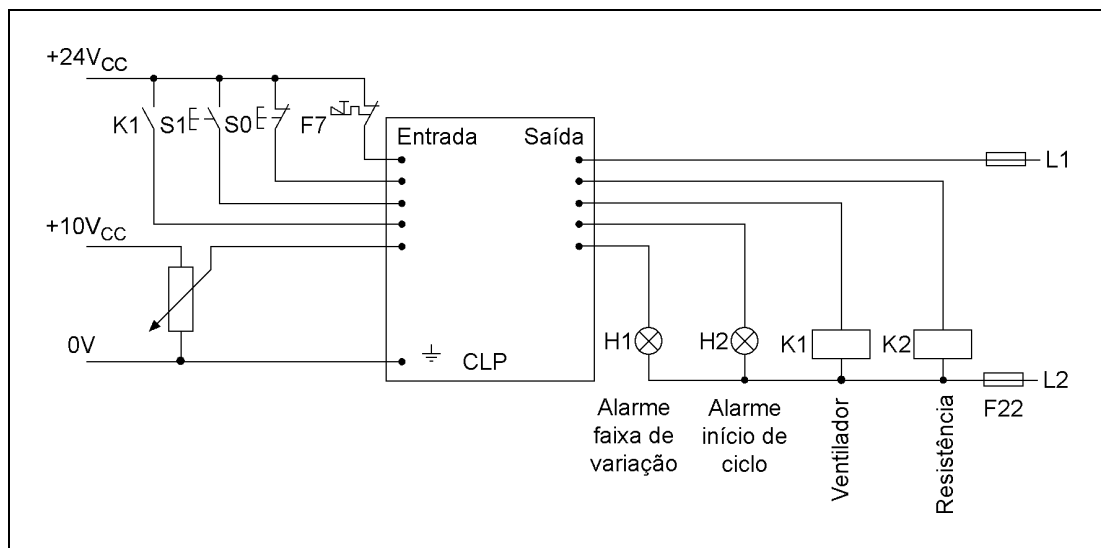 +24VCC
K1
S1
S0
F7
Entrada
Saída
L1
+10VCC
0V
CLP
H1
H2
K1
K2
L2
F22
Alarme
faixa de
variação
Alarme
início de
ciclo
Ventilador
Resistência